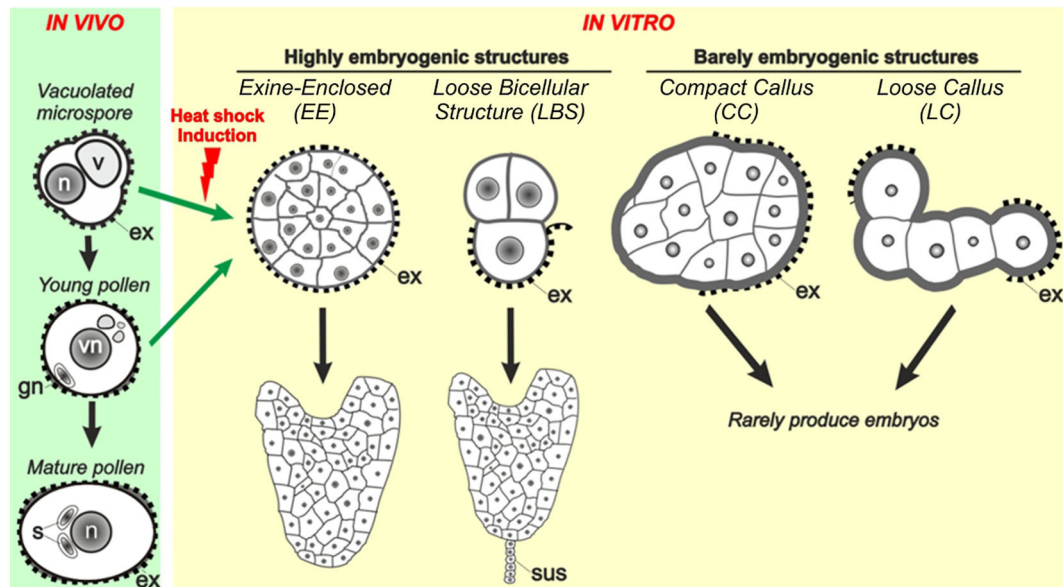 IN VIVO
Vacuolated
microspore
v
n
ex
Young pollen
vn
gn
Mature pollen
s
n
ex
Heat shock
Induction
IN VITRO
Highly embryogenic structures
Exine-Enclosed
(EE)
ex
Loose Bicellular
Structure (LBS)
ex
sus
Barely embryogenic structures
Compact Callus
(CC)
ex
Loose Callus
(LC)
ex
Rarely produce embryos